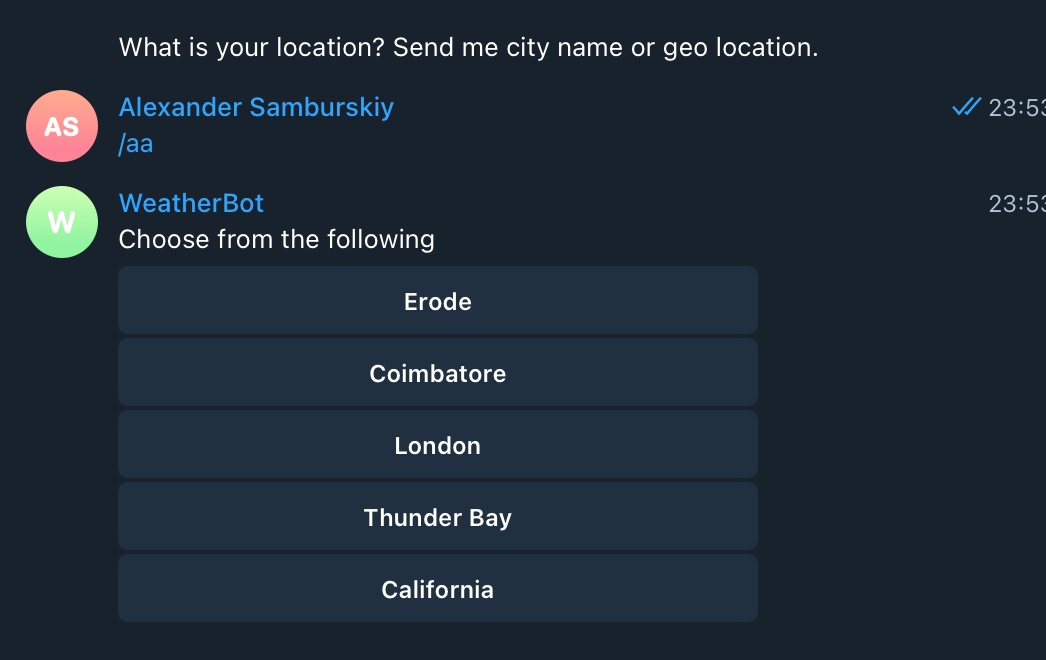 What is your location? Send me city name or geo location.
AS
Alexander Samburskiy
23:53
/aa
W
WeatherBot
23:53
Choose from the following
Erode
Coimbatore
London
Thunder Bay
California